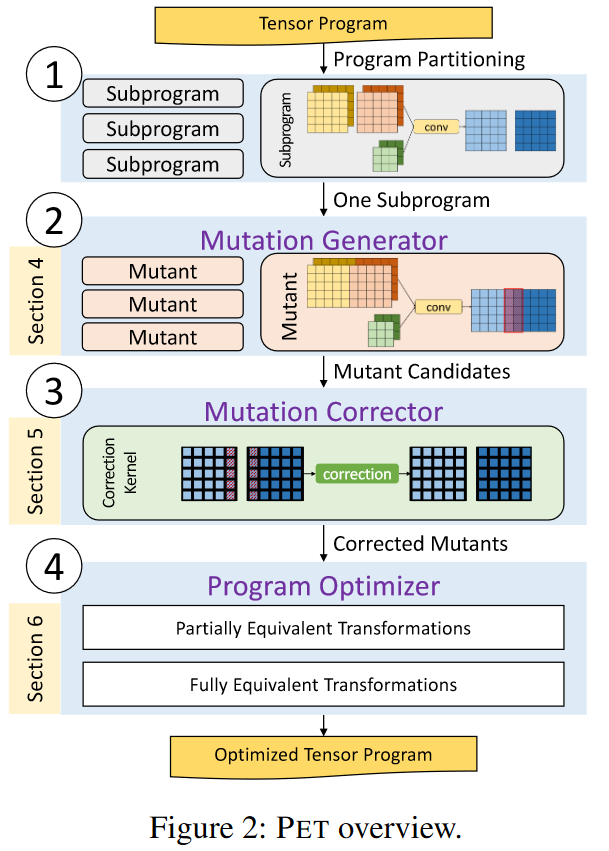 Tensor Program
1
Program Partitioning
Subprogram
Subprogram
Subprogram
Subprogram
conv
One Subprogram
2
Mutation Generator
Section 4
Mutant
Mutant
Mutant
Mutant
conv
Mutant Candidates
3
Mutation Corrector
Section 5
Correction
Kernel
correction
Corrected Mutants
4
Program Optimizer
Section 6
Partially Equivalent Transformations
Fully Equivalent Transformations
Optimized Tensor Program
Figure 2: PET overview.